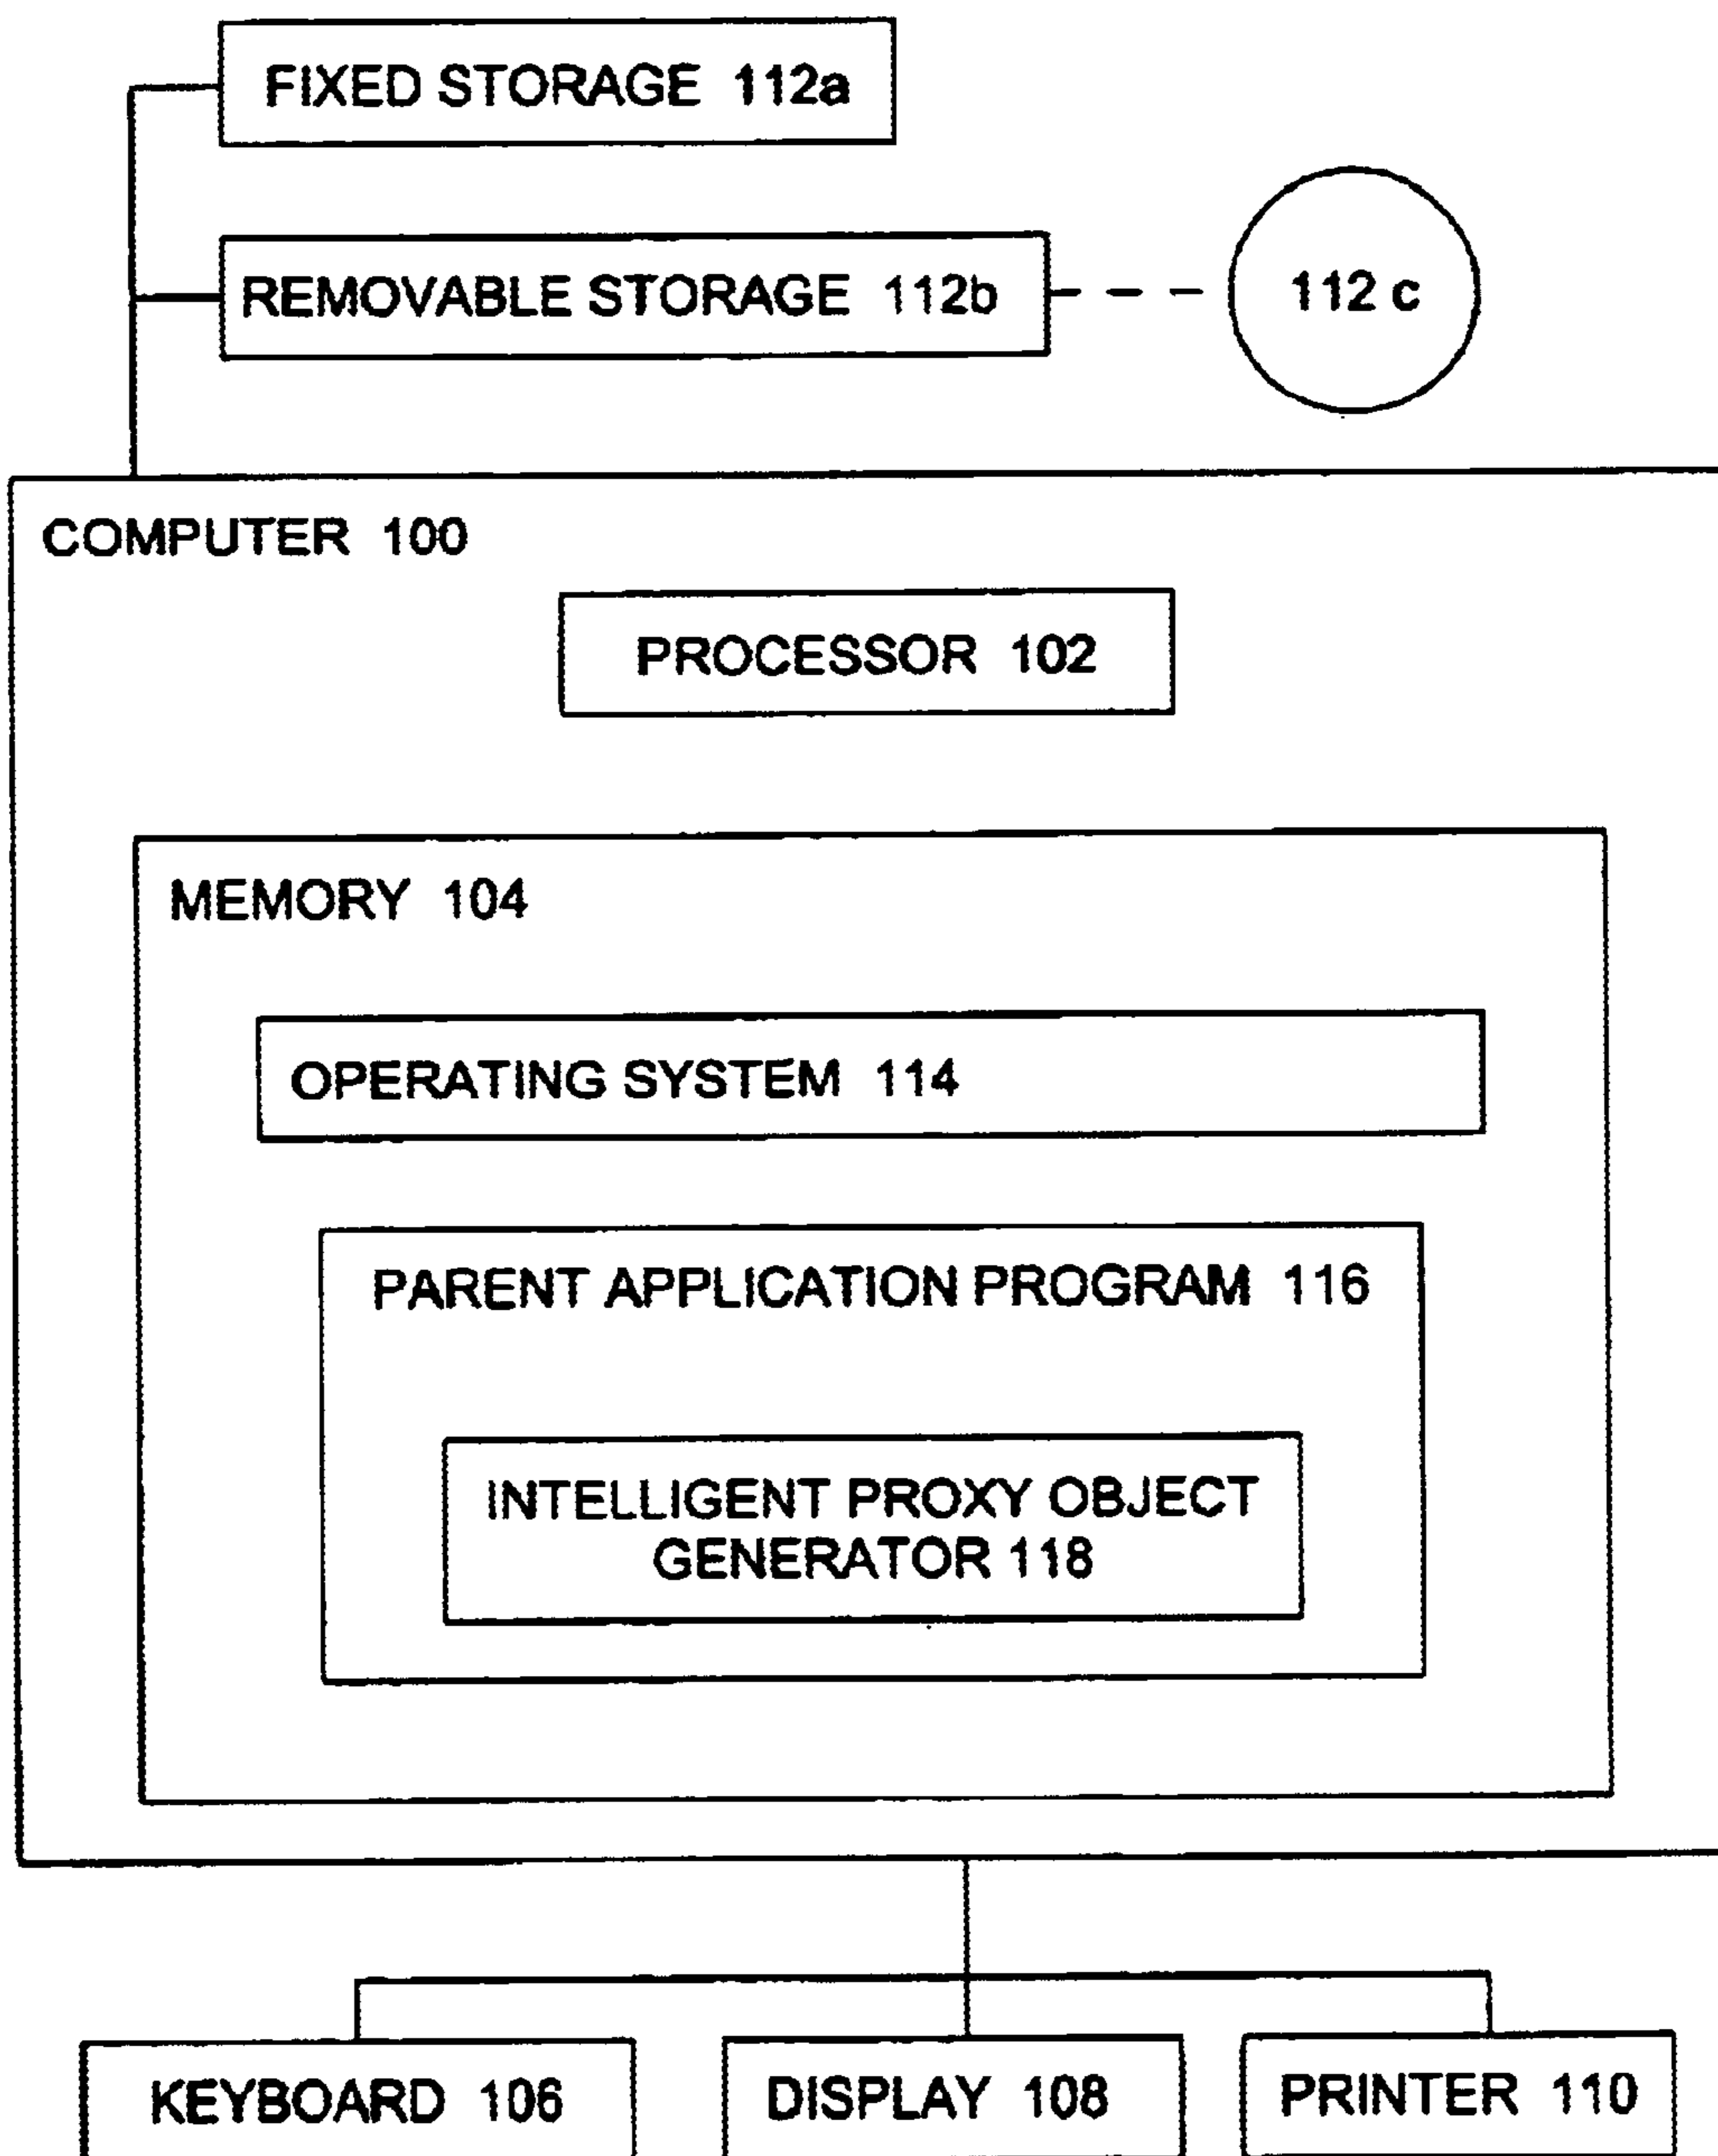 FIXED STORAGE 112a
REMOVABLE STORAGE 112b
112 c
COMPUTER 100
PROCESSOR 102
MEMORY 104
OPERATING SYSTEM 114
PARENT APPLICATION PROGRAM 116
INTELLIGENT PROXY OBJECT
GENERATOR 118
KEYBOARD 106
DISPLAY 108
PRINTER 110